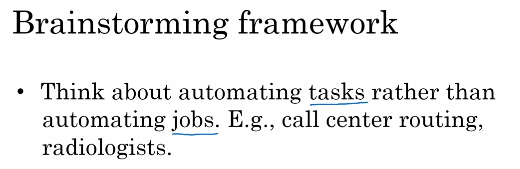 Brainstorming framework
• Think about automating tasks rather than
automating jobs. E.g., call center routing,
radiologists.